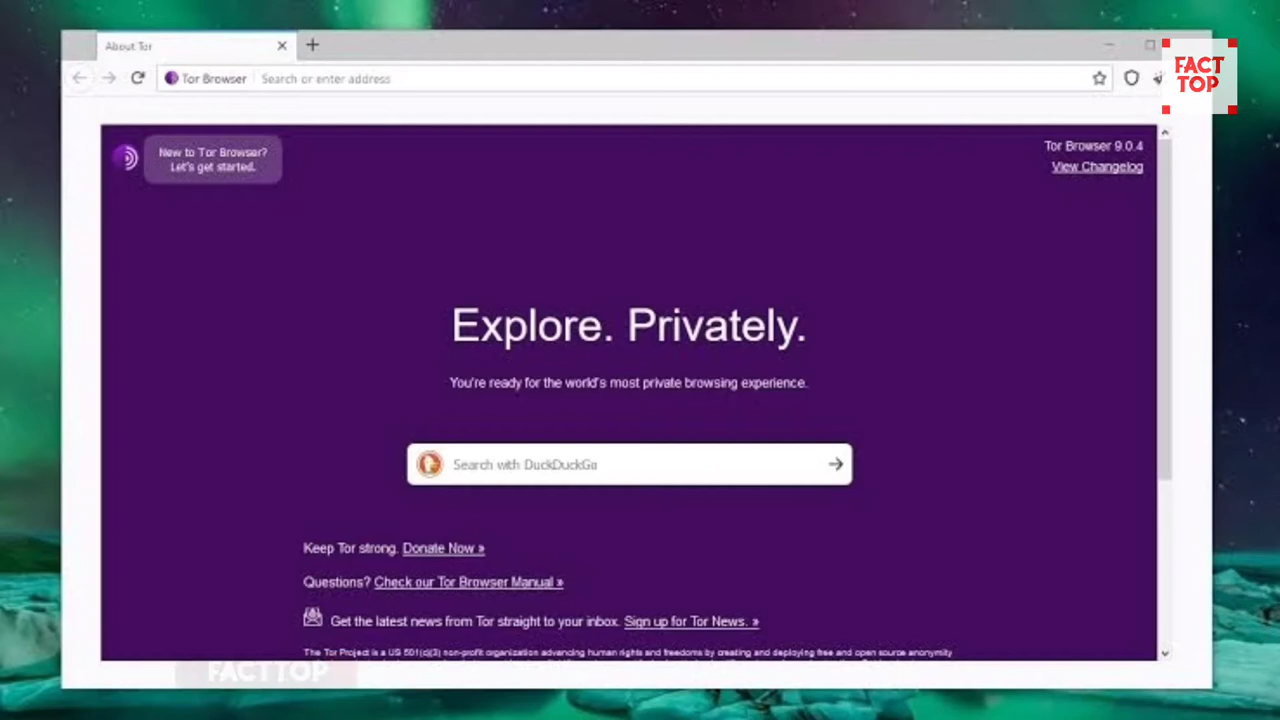 About Tor
FACT
TOP
Tor Browser
Search or enter address
New to Tor Browser?
Let's get started.
Tor Browser 9.0.4
View Changelog
Explore. Privately.
You're ready for the world's most private browsing experience.
Search with DuckDuckGo
Keep Tor strong. Donate Now »
Questions? Check our Tor Browser Manual »
Get the latest news from Tor straight to your inbox. Sign up for Tor News. »
The Tor Project is a US 501(c)(3) non-profit organization advancing human rights and freedoms by creating and deploying free and open source anonymity
FACTTOP